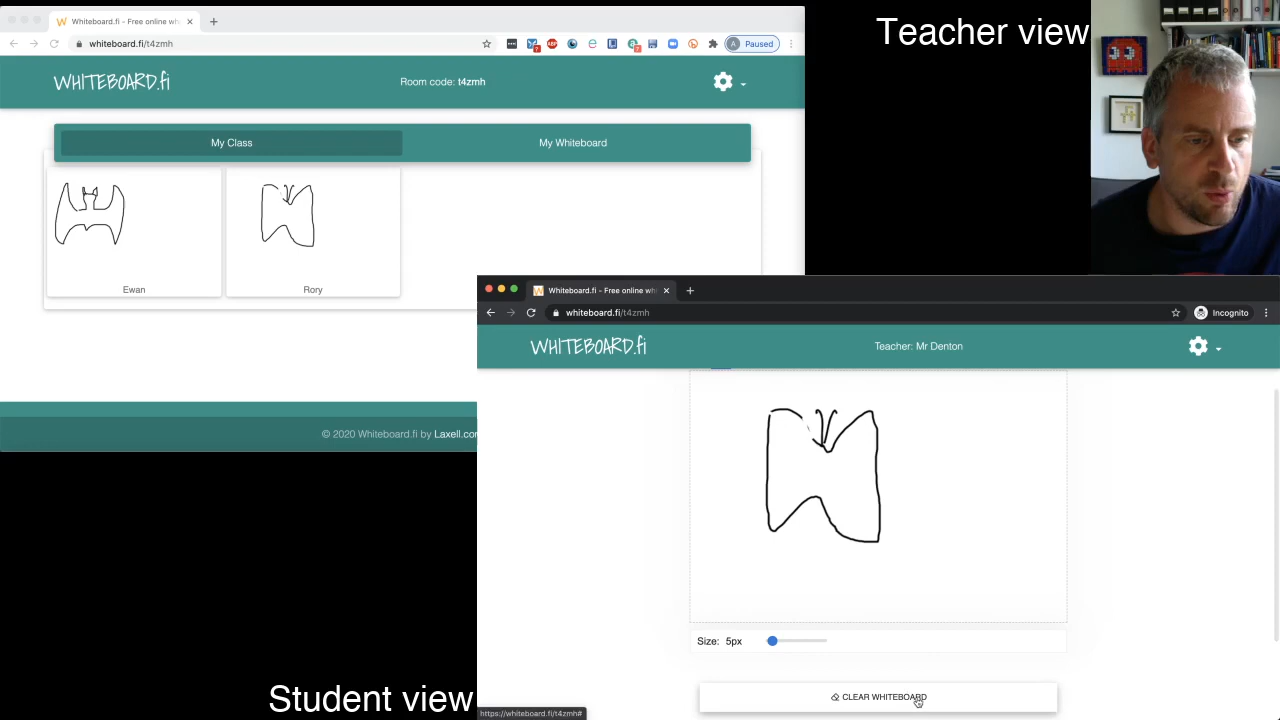 Whiteboard.fi - Free online wh
whiteboard.fi/t4zmh
Paused
WHITEBOARD.fi
Room code: t4zmh
My Class
My Whiteboard
Ewan
Rory
© 2020 Whiteboard.fi by Laxell.com
Teacher view
Whiteboard.fi - Free online wh
whiteboard.fi/t4zmh
Incognito
WHITEBOARD.fi
Teacher: Mr Denton
Size: 5px
CLEAR WHITEBOARD
https://whiteboard.fi/t4zmh#
Student view